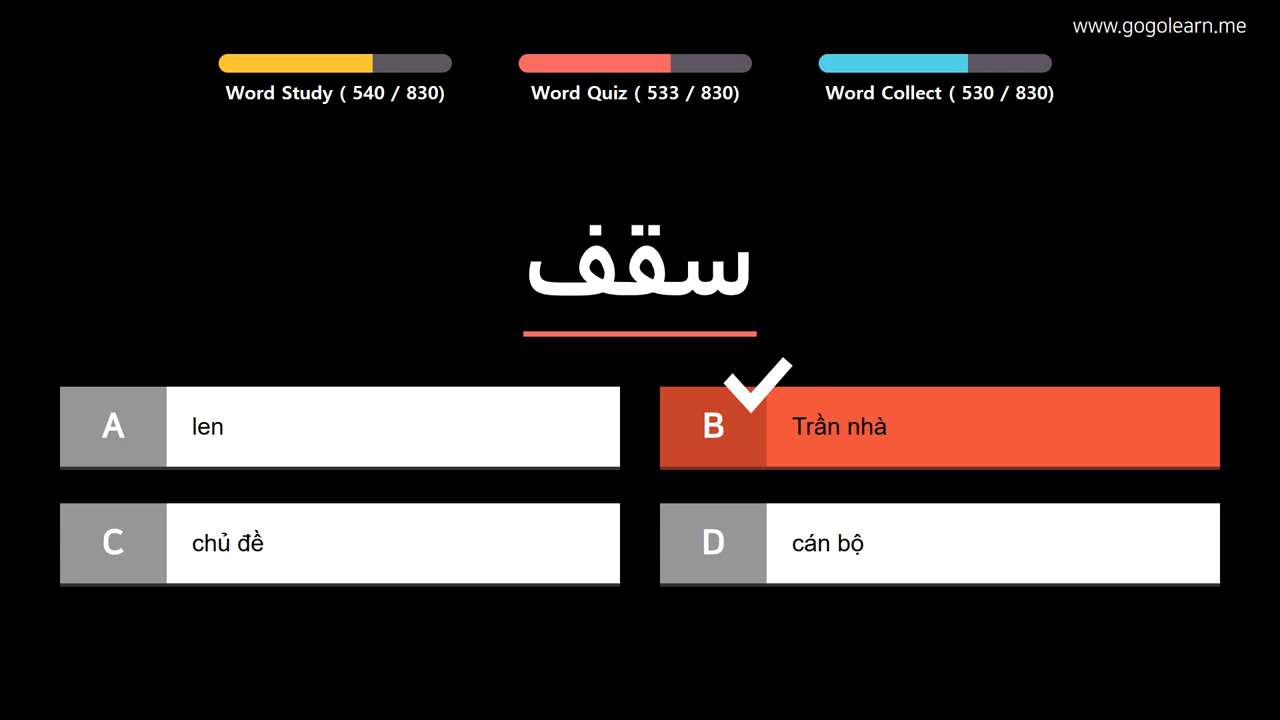 www.gogolearn.me
Word Study ( 540 / 830)
Word Quiz ( 533 / 830)
Word Collect ( 530 / 830)
سقف
A len
B Trần nhà
C chủ đề
D cán bộ